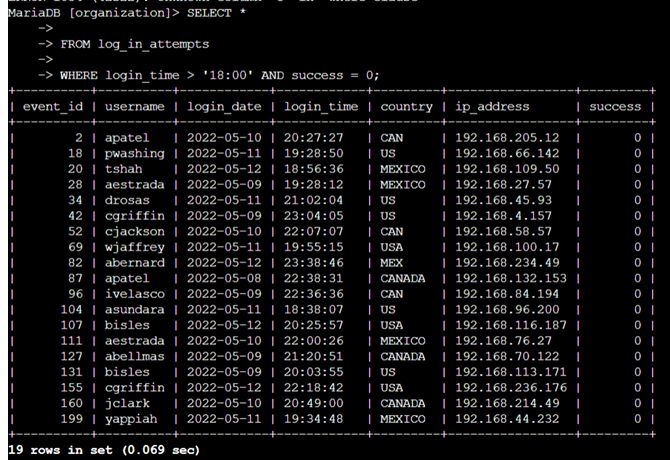 MariaDB [organization]> SELECT *
->
-> FROM log_in_attempts
->
-> WHERE login_time > '18:00' AND success = 0;
+----------+----------+------------+------------+---------+-----------------+---------+
| event_id | username | login_date | login_time | country | ip_address | success |
+----------+----------+------------+------------+---------+-----------------+---------+
| 2 | apatel | 2022-05-10 | 20:27:27 | CAN | 192.168.205.12 | 0 |
| 18 | pwashing | 2022-05-11 | 19:28:50 | US | 192.168.66.142 | 0 |
| 20 | tshah | 2022-05-12 | 18:56:36 | MEXICO | 192.168.109.50 | 0 |
| 28 | aestrada | 2022-05-09 | 19:28:12 | MEXICO | 192.168.27.57 | 0 |
| 34 | drosas | 2022-05-11 | 21:02:04 | US | 192.168.45.93 | 0 |
| 42 | cgriffin | 2022-05-09 | 23:04:05 | US | 192.168.4.157 | 0 |
| 52 | cjackson | 2022-05-10 | 22:07:07 | CAN | 192.168.58.57 | 0 |
| 69 | wjaffrey | 2022-05-11 | 19:55:15 | USA | 192.168.100.17 | 0 |
| 82 | abernard | 2022-05-12 | 23:38:46 | MEX | 192.168.234.49 | 0 |
| 87 | apatel | 2022-05-08 | 22:38:31 | CANADA | 192.168.132.153 | 0 |
| 96 | ivelasco | 2022-05-09 | 22:36:36 | CAN | 192.168.84.194 | 0 |
| 104 | asundara | 2022-05-11 | 18:38:07 | US | 192.168.96.200 | 0 |
| 107 | bisles | 2022-05-12 | 20:25:57 | USA | 192.168.116.187 | 0 |
| 111 | aestrada | 2022-05-10 | 22:00:26 | MEXICO | 192.168.76.27 | 0 |
| 127 | abellmas | 2022-05-09 | 21:20:51 | CANADA | 192.168.70.122 | 0 |
| 131 | bisles | 2022-05-09 | 20:03:55 | US | 192.168.113.171 | 0 |
| 155 | cgriffin | 2022-05-12 | 22:18:42 | USA | 192.168.236.176 | 0 |
| 160 | jclark | 2022-05-10 | 20:49:00 | CANADA | 192.168.214.49 | 0 |
| 199 | yappiah | 2022-05-11 | 19:34:48 | MEXICO | 192.168.44.232 | 0 |
+----------+----------+------------+------------+---------+-----------------+---------+
19 rows in set (0.069 sec)